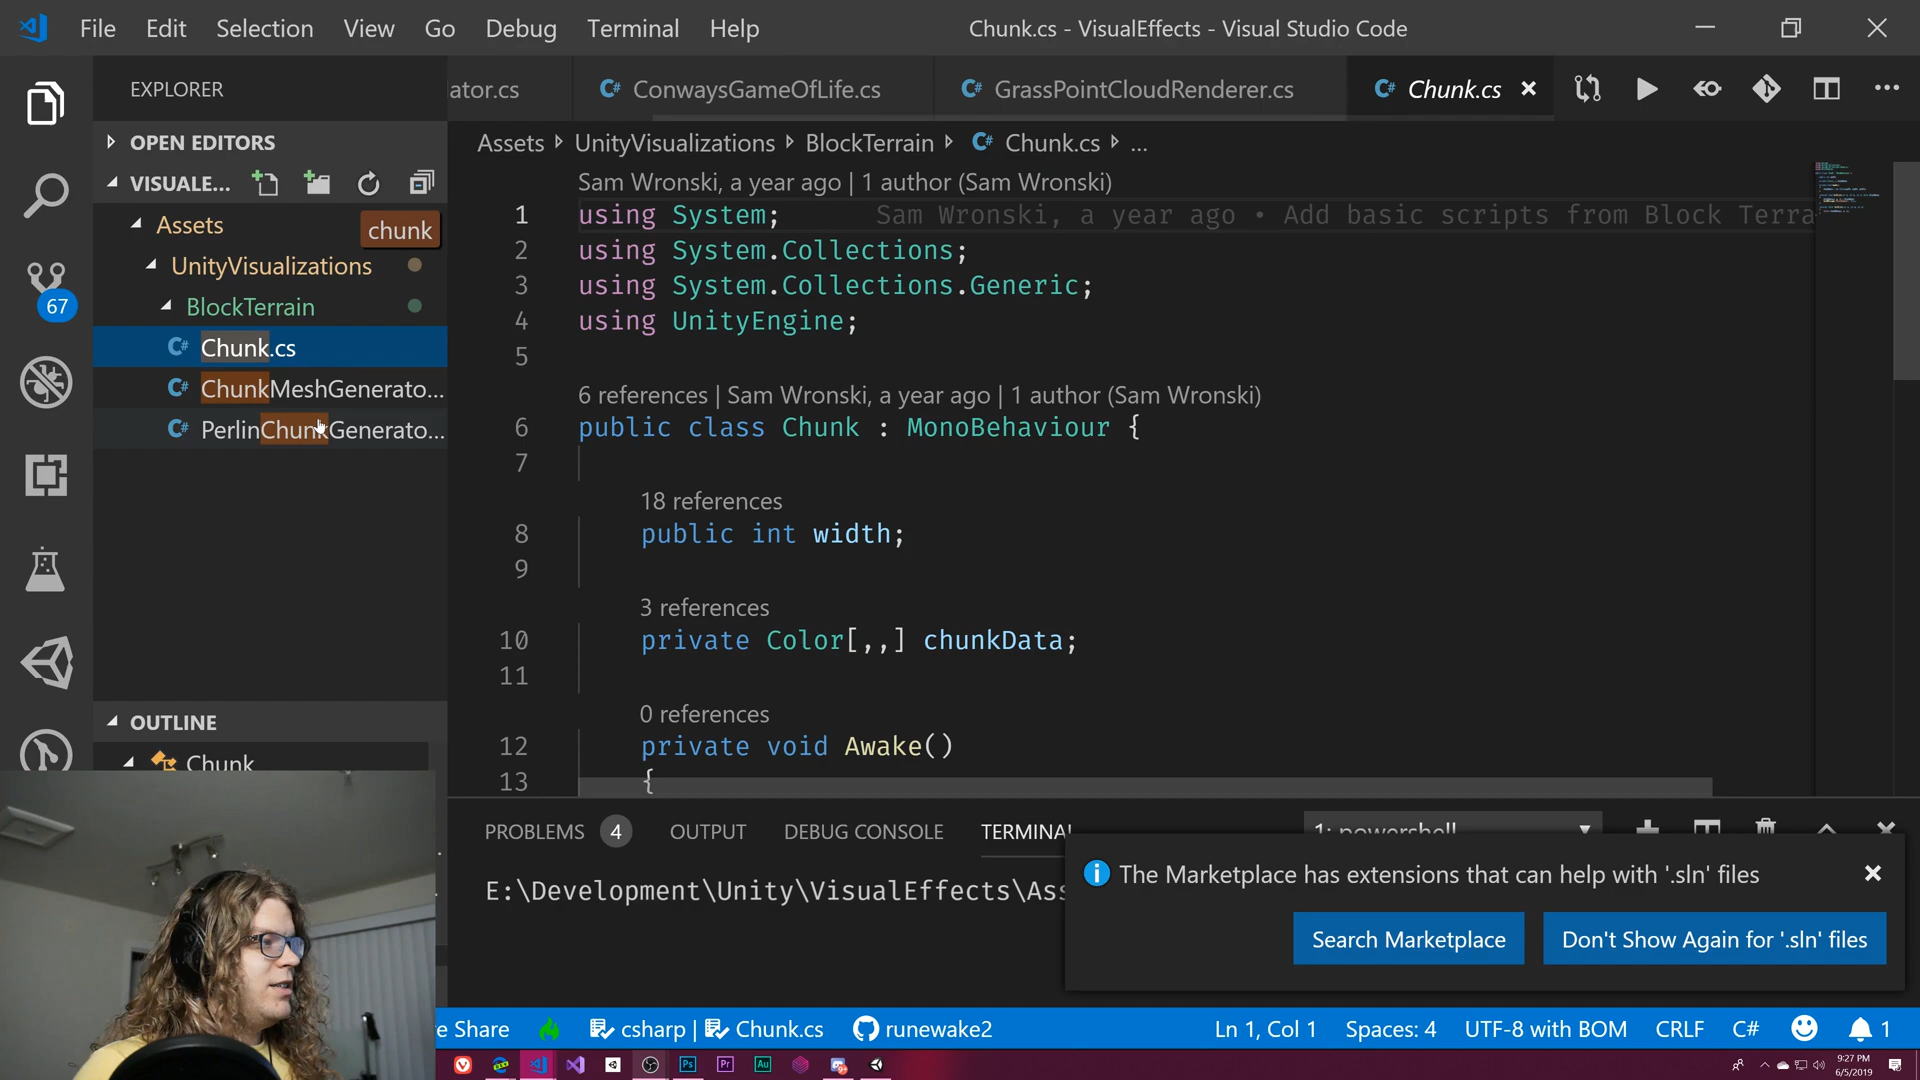 File Edit Selection View Go Debug Terminal Help
Chunk.cs - VisualEffects - Visual Studio Code
EXPLORER
ator.cs
ConwaysGameOfLife.cs
GrassPointCloudRenderer.cs
Chunk.cs
OPEN EDITORS
VISUALE...
Assets
chunk
UnityVisualizations
BlockTerrain
Chunk.cs
ChunkMeshGenerato...
PerlinChunkGenerato...
OUTLINE
Chunk
67
Assets UnityVisualizations BlockTerrain Chunk.cs ...
Sam Wronski, a year ago | 1 author (Sam Wronski)
1 using System; Sam Wronski, a year ago • Add basic scripts from Block Terra
2 using System.Collections;
3 using System.Collections.Generic;
4 using UnityEngine;
5
6 references | Sam Wronski, a year ago | 1 author (Sam Wronski)
6 public class Chunk : MonoBehaviour {
7
18 references
8 public int width;
9
3 references
10 private Color[,,] chunkData;
11
0 references
12 private void Awake()
13 {
PROBLEMS 4 OUTPUT DEBUG CONSOLE TERMINAL 1: powershell
E:\Development\Unity\VisualEffects\Ass
The Marketplace has extensions that can help with '.sln' files
Search Marketplace
Don't Show Again for '.sln' files
e Share csharp | Chunk.cs runewake2 Ln 1, Col 1 Spaces: 4 UTF-8 with BOM CRLF C# 1
9:27 PM
6/5/2019